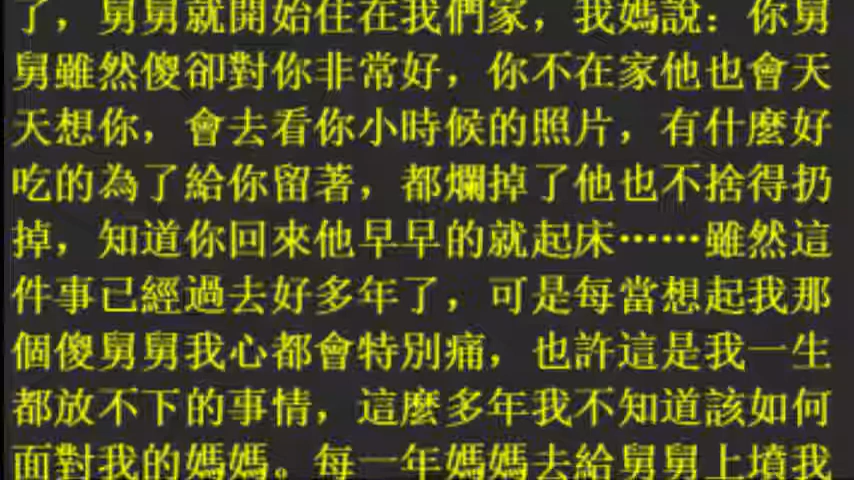 了，舅舅就開始住在我們家，我媽說：你舅
舅雖然傻卻對你非常好，你不在家他也會天
天想你，會去看你小時候的照片，有什麼好
吃的為了給你留著，都爛掉了他也不捨得扔
掉，知道你回來他早早的就起床……雖然這
件事已經過去好多年了，可是每當想起我那
個傻舅舅我心都會特別痛，也許這是我一生
都放不下的事情，這麼多年我不知道該如何
面對我的媽媽。每一年媽媽去給舅舅上墳我